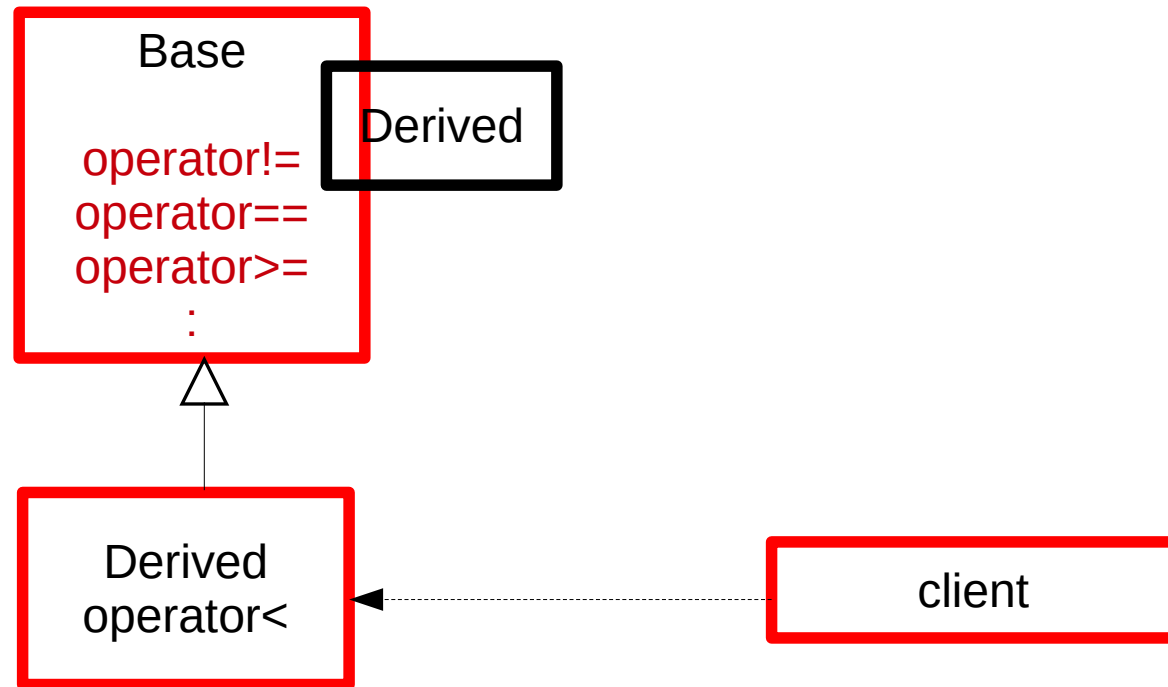 Base
Derived
operator!=
operator==
operator>=
:
Derived
operator<
client